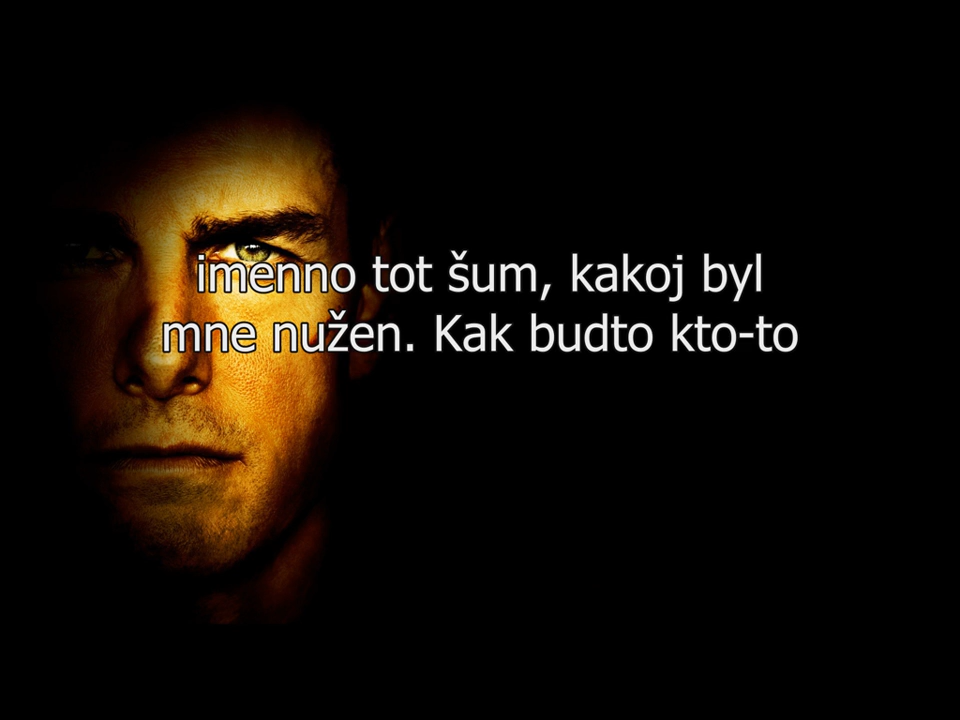 imenno tot šum, kakoj byl
mne nužen. Kak budto kto-to